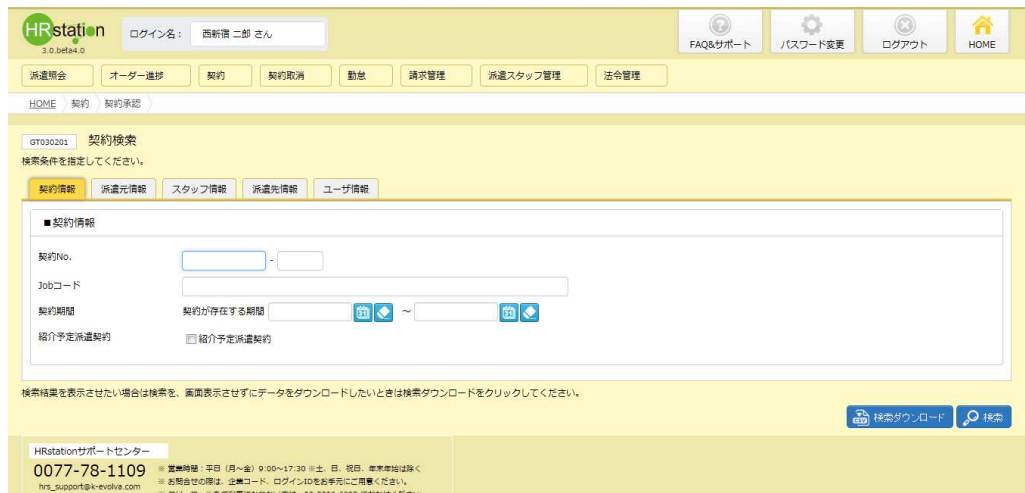 HRstation
3.0.beta4.0
ログイン名： 西新宿 二郎 さん
FAQ&サポート パスワード変更 ログアウト HOME
派遣照会 オーダー進捗 契約 契約取消 勤怠 請求管理 派遣スタッフ管理 法令管理
HOME 契約 契約承認
GT030201 契約検索
検索条件を指定してください。
契約情報 派遣元情報 スタッフ情報 派遣先情報 ユーザ情報
■契約情報
契約No. -
Jobコード
契約期間 契約が存在する期間 ～
紹介予定派遣契約 紹介予定派遣契約
検索結果を表示させたい場合は検索を、画面表示させずにデータをダウンロードしたいときは検索ダウンロードをクリックしてください。
CSV 検索ダウンロード 検索
HRstationサポートセンター
0077-78-1109 ※ 営業時間：平日（月～金）9:00～17:30 ※土、日、祝日、年末年始は除く
hrs_support@k-evolva.com ※ お問合せの際は、企業コード、ログインIDをお手元にご用意ください。